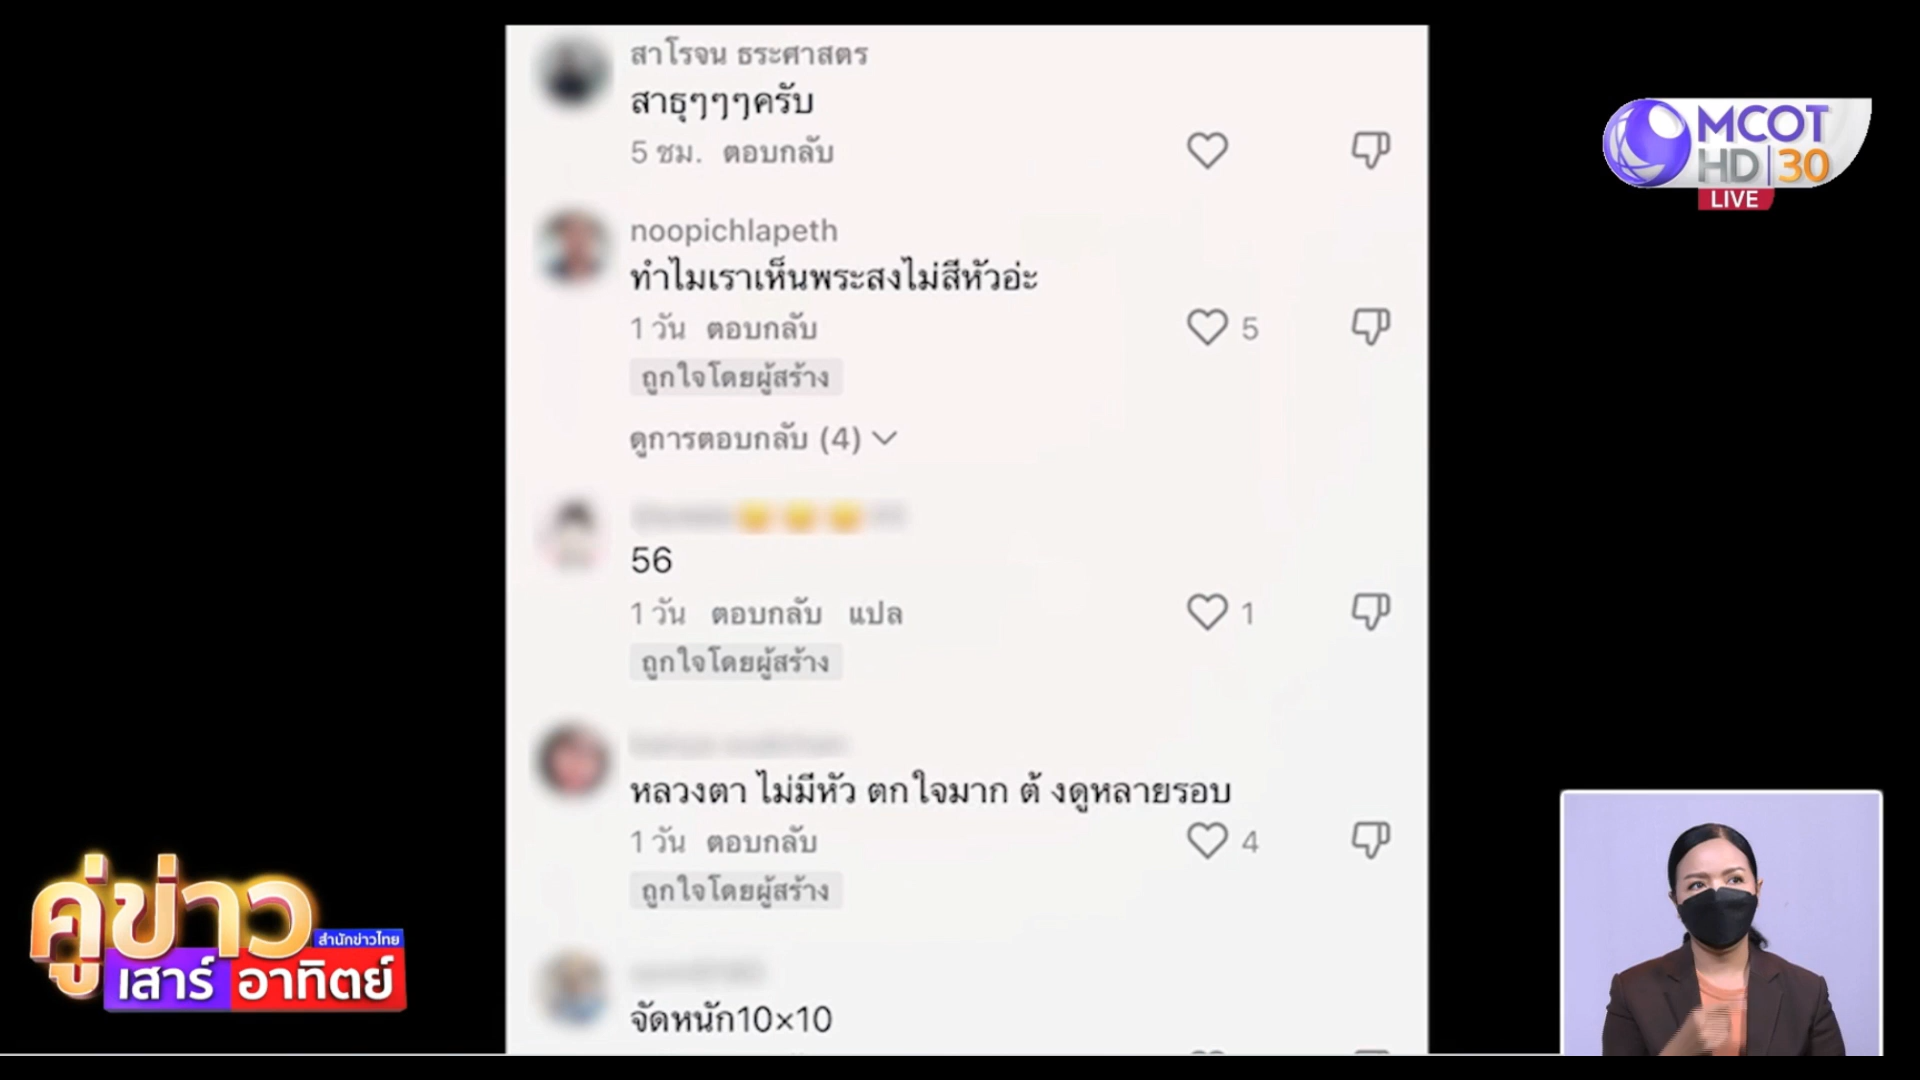 สาโรจน ธระศาสตร
สาธุๆๆๆครับ
5 ชม. ตอบกลับ
noopichlapeth
ทำไมเราเห็นพระสงไม่สีหัวอ่ะ
1 วัน ตอบกลับ
5
ถูกใจโดยผู้สร้าง
ดูการตอบกลับ (4)
56
1 วัน ตอบกลับ แปล
1
ถูกใจโดยผู้สร้าง
หลวงตา ไม่มีหัว ตกใจมาก ต้ งดูหลายรอบ
1 วัน ตอบกลับ
4
ถูกใจโดยผู้สร้าง
จัดหนัก10×10
MCOT
HD 30
LIVE
คู่ข่าว
สำนักข่าวไทย
เสาร์ อาทิตย์